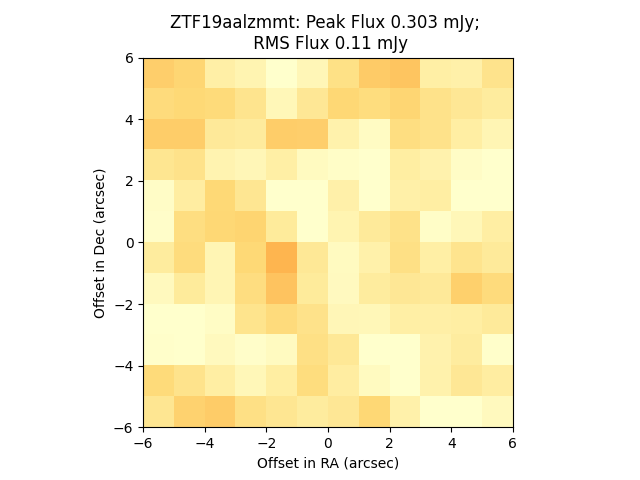 ZTF19aalzmmt: Peak Flux 0.303 mJy;
RMS Flux 0.11 mJy
6
4
2
0
−2
−4
−6
Offset in Dec (arcsec)
−6 −4 −2 0 2 4 6
Offset in RA (arcsec)